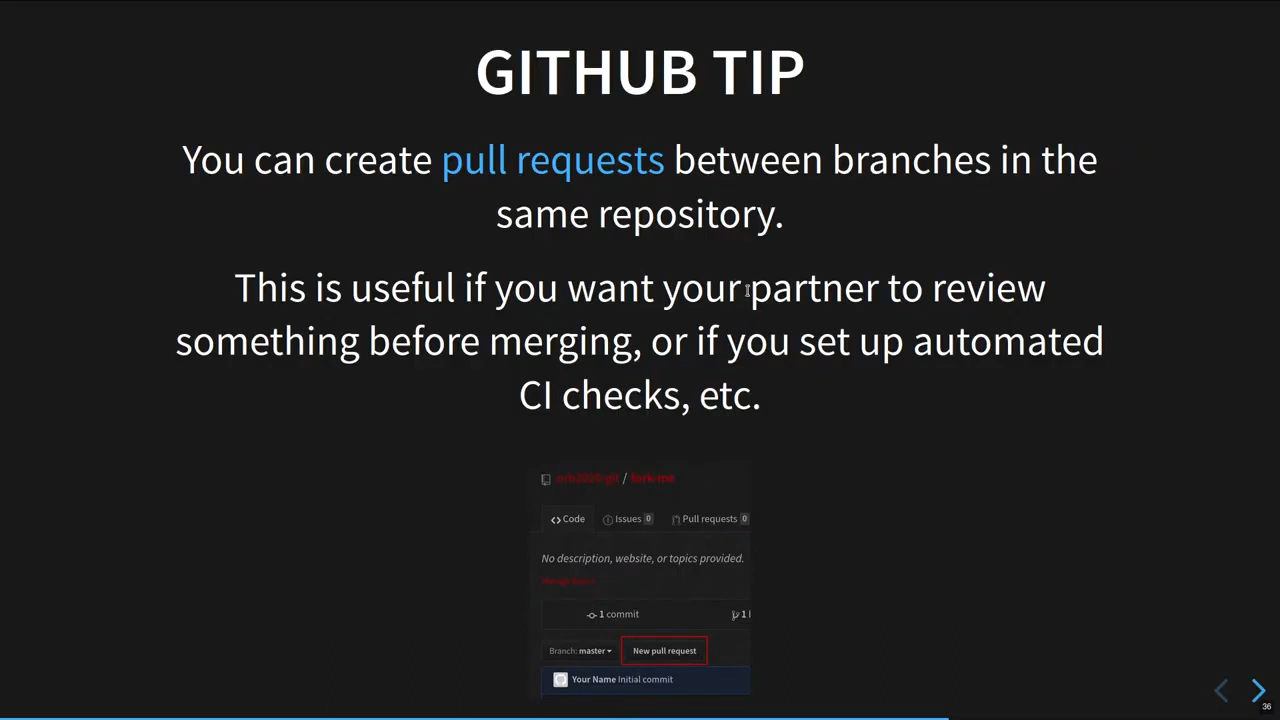 GITHUB TIP
You can create pull requests between branches in the
same repository.
This is useful if you want your partner to review
something before merging, or if you set up automated
CI checks, etc.
/ fork-me
Code Issues 0 Pull requests 0
No description, website, or topics provided.
1 commit 1
Branch: master New pull request
Your Name Initial commit
36